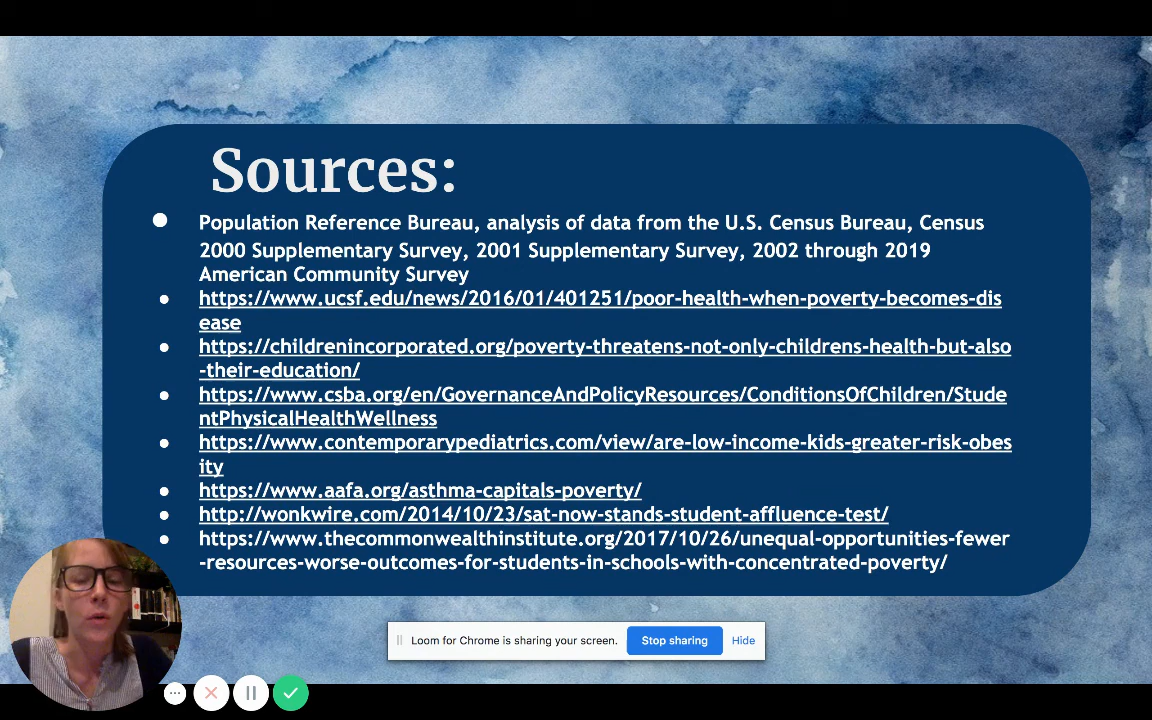 Sources:
Population Reference Bureau, analysis of data from the U.S. Census Bureau, Census
2000 Supplementary Survey, 2001 Supplementary Survey, 2002 through 2019
American Community Survey
https://www.ucsf.edu/news/2016/01/401251/poor-health-when-poverty-becomes-dis
ease
https://childrenincorporated.org/poverty-threatens-not-only-childrens-health-but-also
-their-education/
https://www.csba.org/en/GovernanceAndPolicyResources/ConditionsOfChildren/Stude
ntPhysicalHealthWellness
https://www.contemporarypediatrics.com/view/are-low-income-kids-greater-risk-obes
ity
https://www.aafa.org/asthma-capitals-poverty/
http://wonkwire.com/2014/10/23/sat-now-stands-student-affluence-test/
https://www.thecommonwealthinstitute.org/2017/10/26/unequal-opportunities-fewer
-resources-worse-outcomes-for-students-in-schools-with-concentrated-poverty/
Loom for Chrome is sharing your screen. Stop sharing Hide